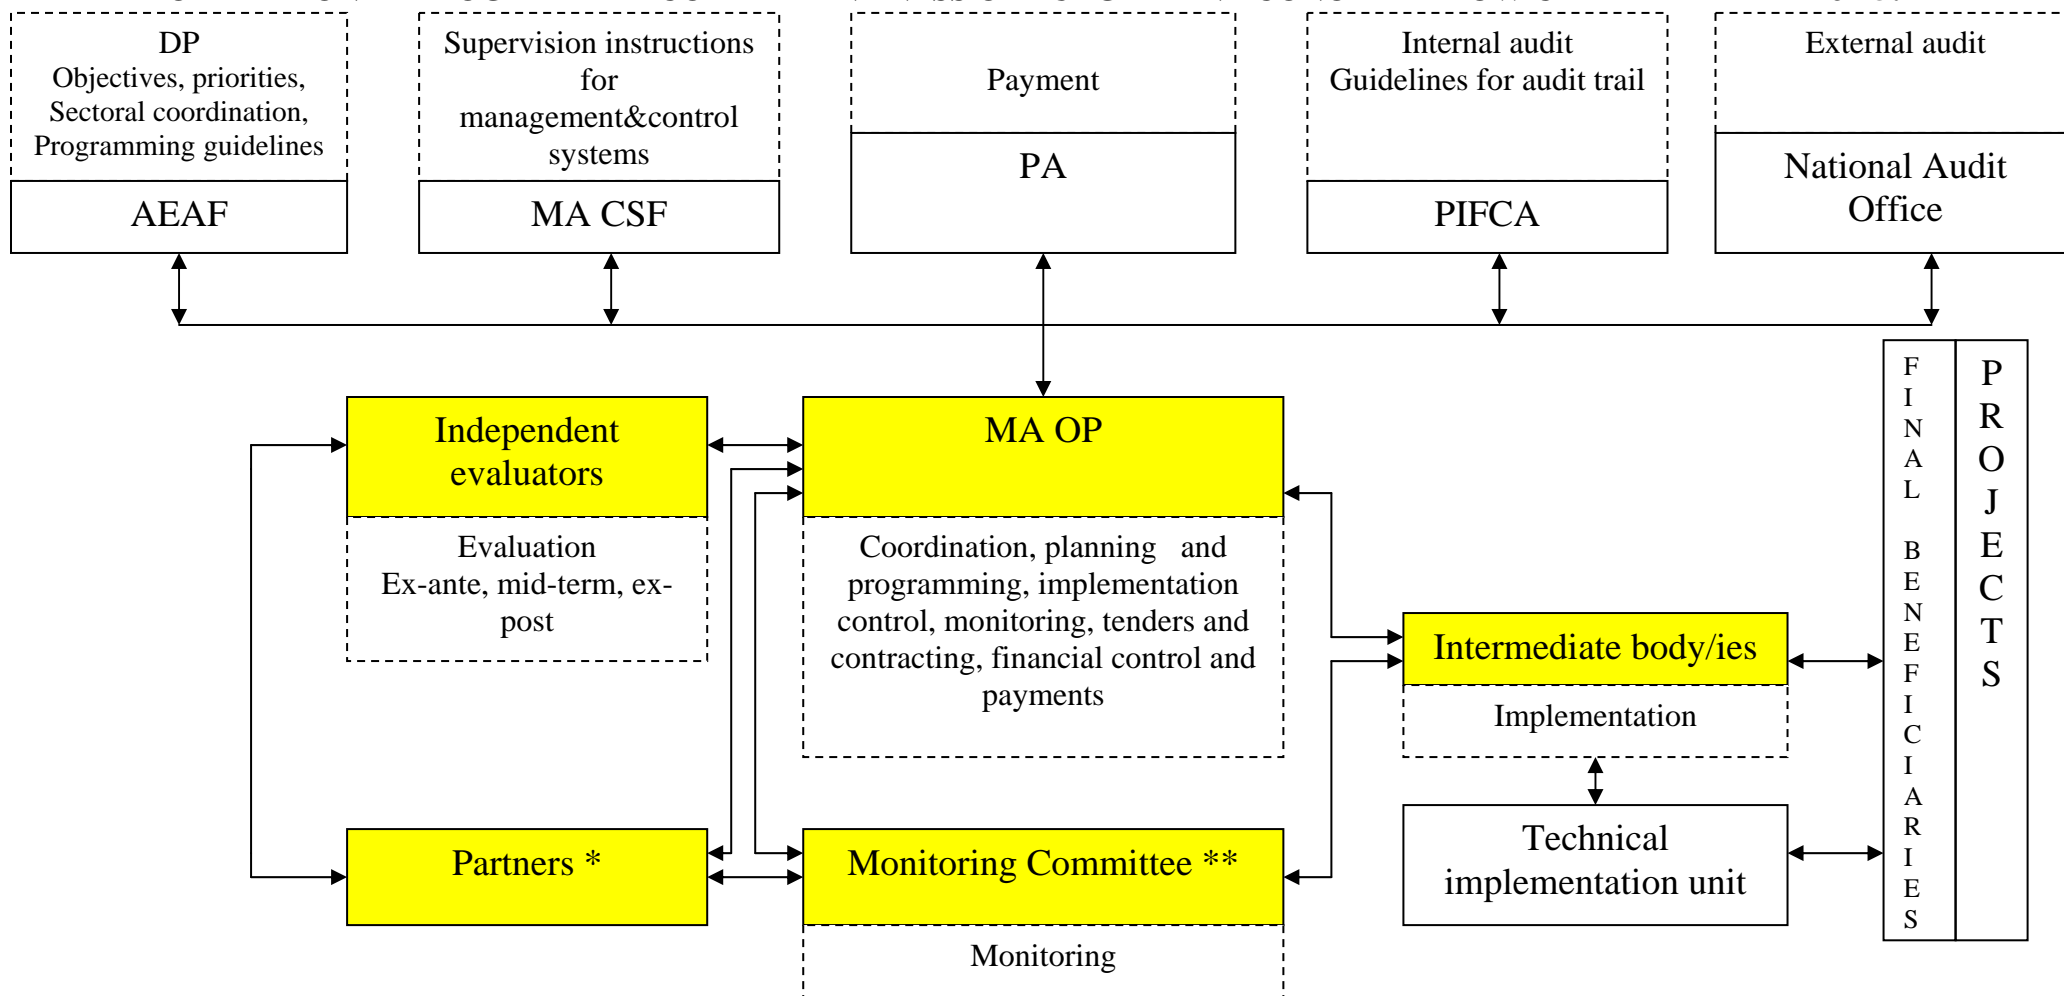 DP
Objectives, priorities,
Sectoral coordination,
Programming guidelines
AEAF
Supervision instructions
for
management&control
systems
MA CSF
Payment
PA
Internal audit
Guidelines for audit trail
PIFCA
External audit
National Audit
Office
Independent
evaluators
Evaluation
Ex-ante, mid-term, ex-
post
MA OP
Coordination, planning and
programming, implementation
control, monitoring, tenders and
contracting, financial control and
payments
Intermediate body/ies
Implementation
Technical
implementation unit
Partners *
Monitoring Committee **
Monitoring
FINAL BENEFICIARIES
PROJECTS